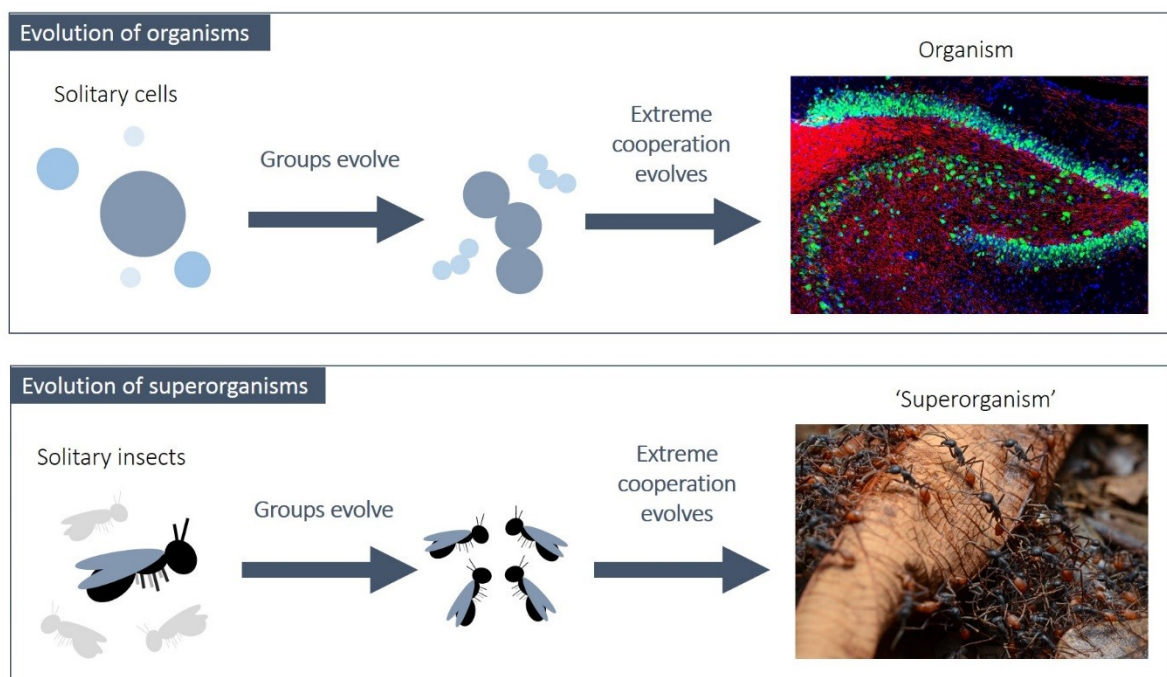 Evolution of organisms
Organism
Solitary cells
Groups evolve
Extreme
cooperation
evolves
Evolution of superorganisms
‘Superorganism’
Solitary insects
Groups evolve
Extreme
cooperation
evolves